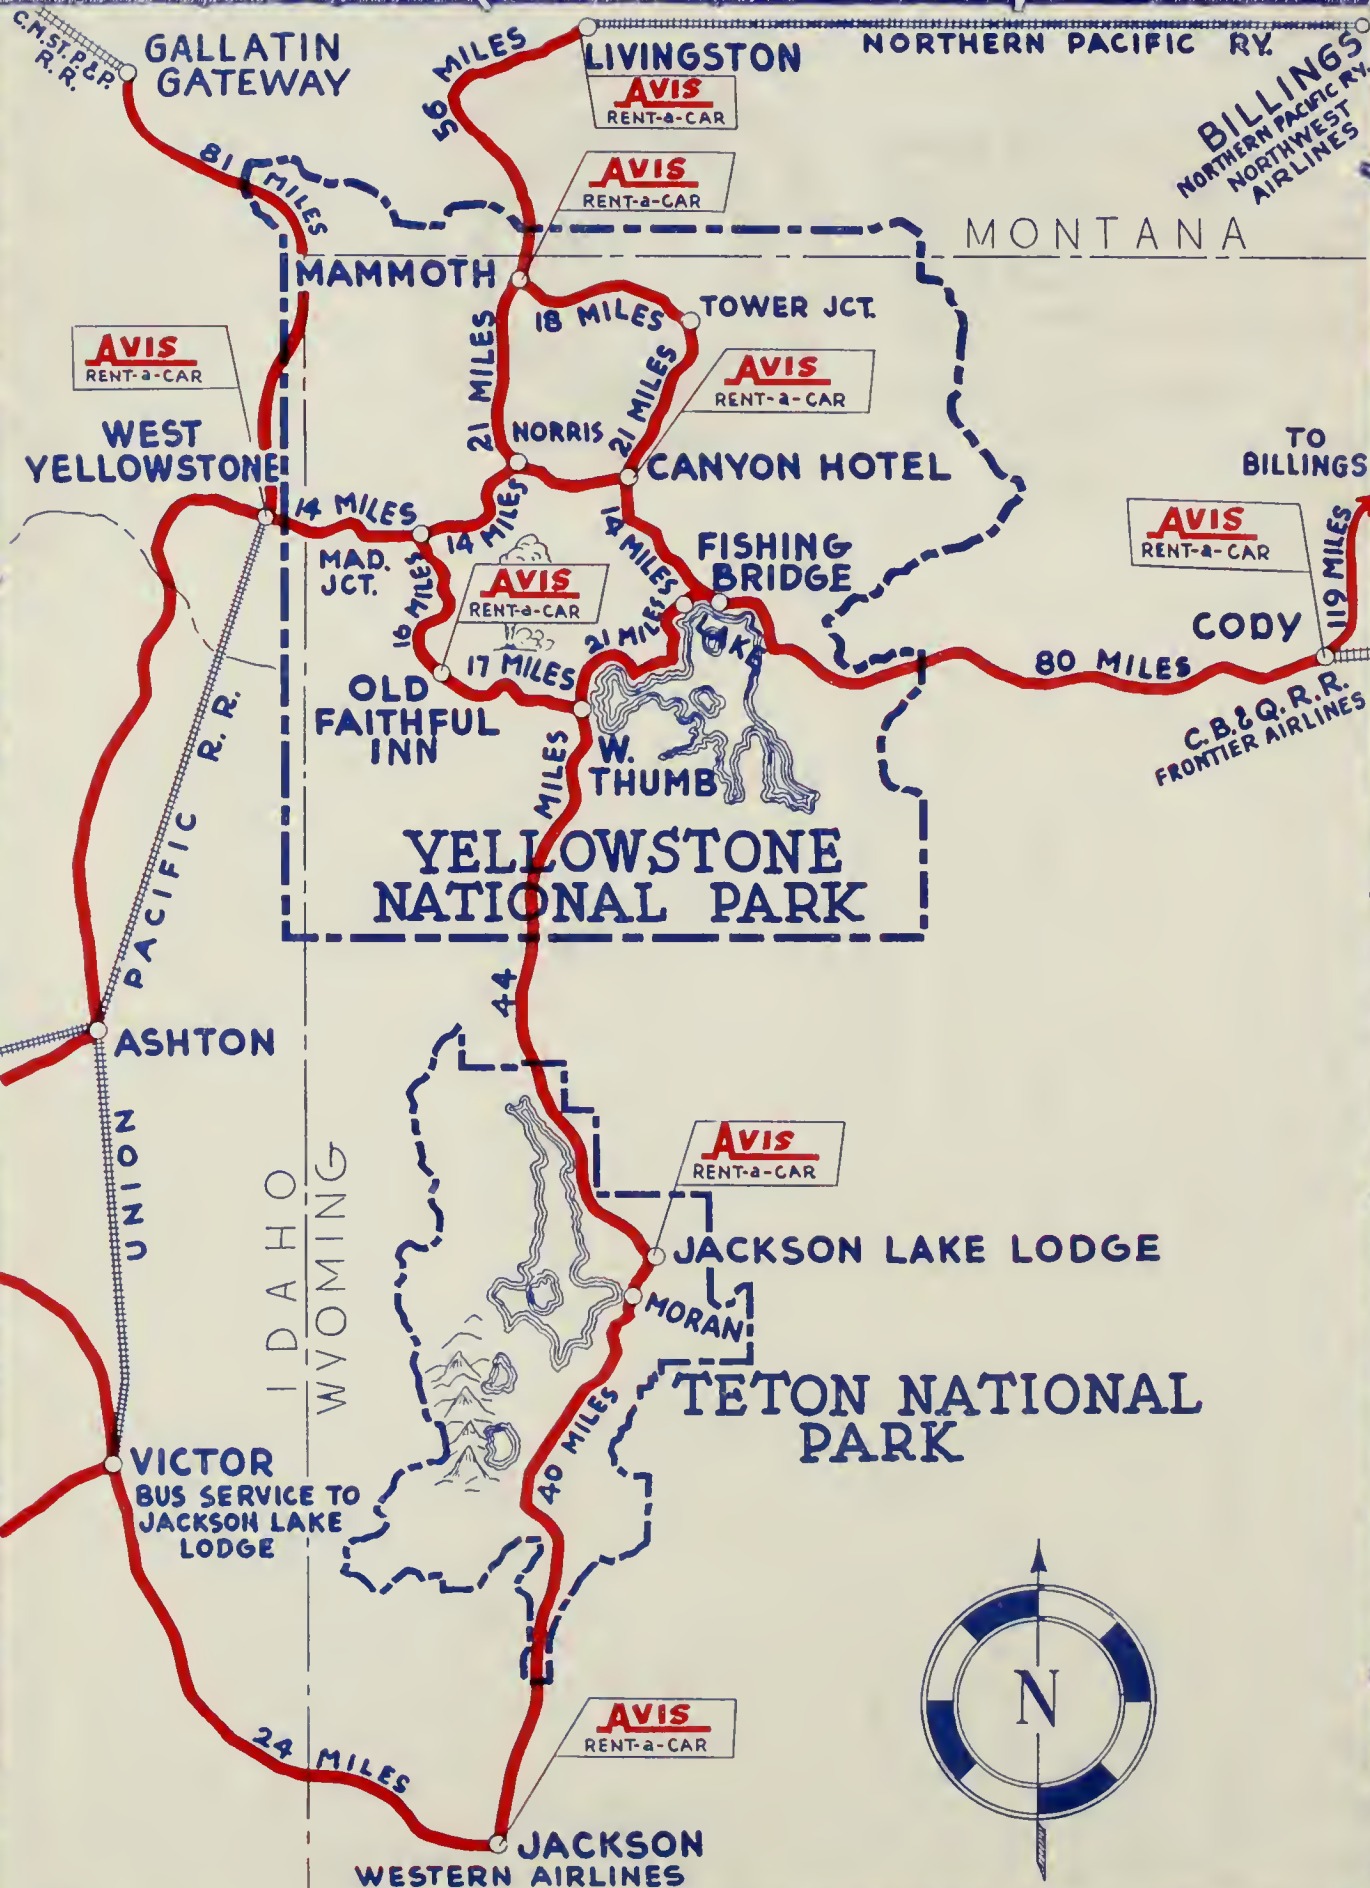 C.M.ST.P.&P.
R.R.
GALLATIN
GATEWAY
56 MILES
LIVINGSTON
AVIS
RENT-a-CAR
NORTHERN PACIFIC RY.
BILLINGS
NORTHERN PACIFIC RY.
NORTHWEST
AIRLINES
81 MILES
AVIS
RENT-a-CAR
MONTANA
MAMMOTH
18 MILES
TOWER JCT.
AVIS
RENT-a-CAR
21 MILES
21 MILES
AVIS
RENT-a-CAR
WEST
YELLOWSTONE
NORRIS
CANYON HOTEL
TO
BILLINGS
14 MILES
MAD.
JCT.
14 MILES
14 MILES
FISHING
BRIDGE
AVIS
RENT-a-CAR
119 MILES
16 MILES
AVIS
RENT-a-CAR
21 MILES
LAKE
CODY
17 MILES
80 MILES
OLD
FAITHFUL
INN
W.
THUMB
C.B.&Q.R.R.
FRONTIER AIRLINES
YELLOWSTONE
NATIONAL PARK
44 MILES
UNION PACIFIC R.R.
ASHTON
IDAHO
WYOMING
AVIS
RENT-a-CAR
JACKSON LAKE LODGE
MORAN
TETON NATIONAL
PARK
40 MILES
VICTOR
BUS SERVICE TO
JACKSON LAKE
LODGE
N
24 MILES
AVIS
RENT-a-CAR
JACKSON
WESTERN AIRLINES